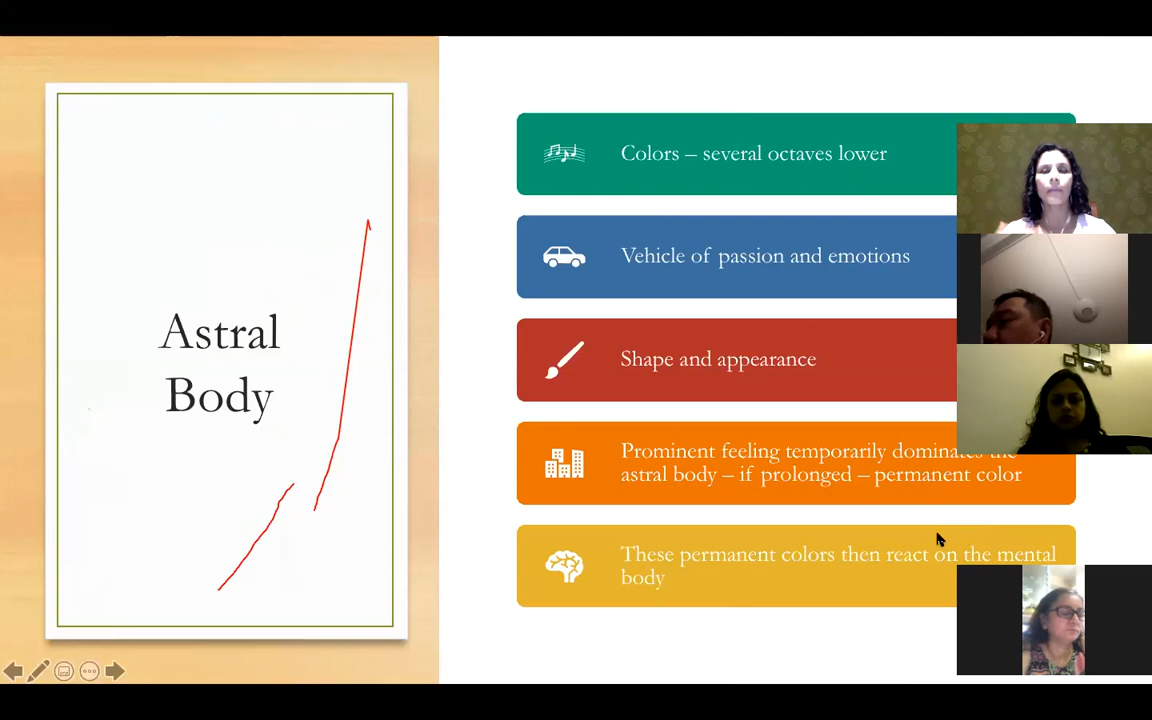 Astral
Body
Colors – several octaves lower
Vehicle of passion and emotions
Shape and appearance
Prominent feeling temporarily dominates the
astral body – if prolonged – permanent color
These permanent colors then react on the mental
body